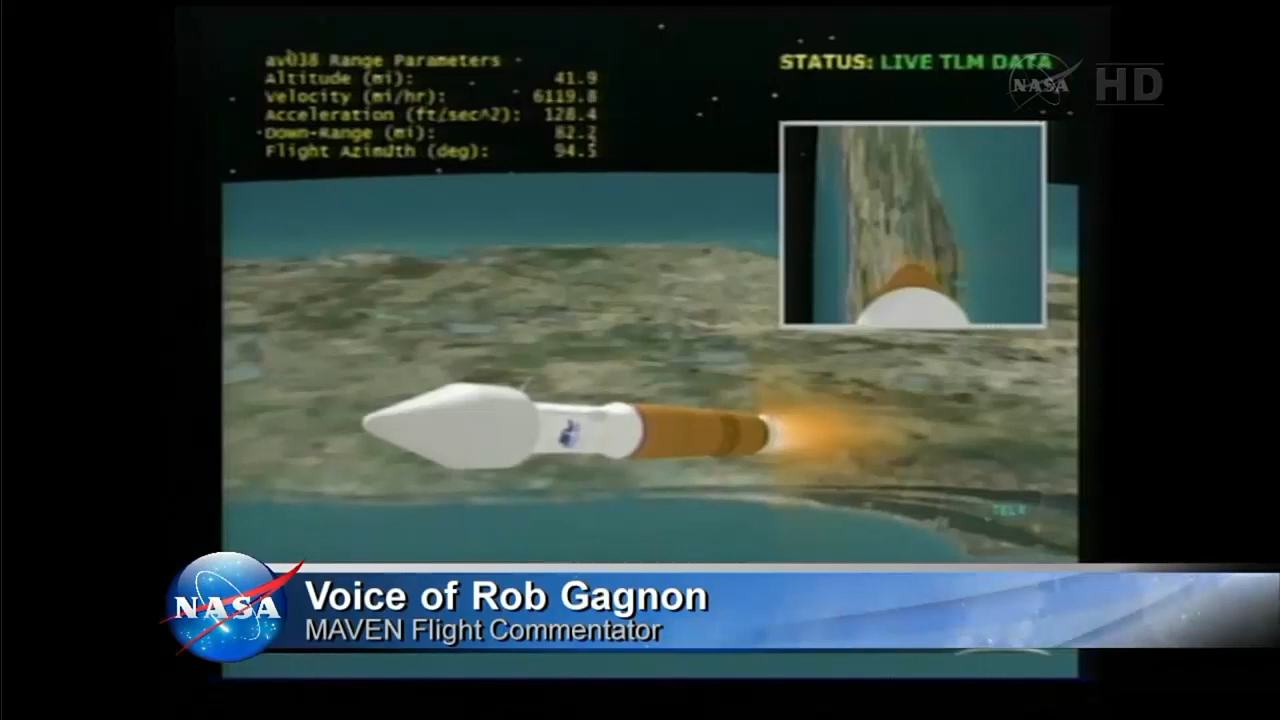 av038 Range Parameters
Altitude (mi): 41.9
Velocity (mi/hr): 6119.8
Acceleration (ft/sec^2): 128.4
Down-Range (mi): 82.2
Flight Azimuth (deg): 94.5
STATUS: LIVE TLM DATA
NASA HD
TEL4
NASA
Voice of Rob Gagnon
MAVEN Flight Commentator